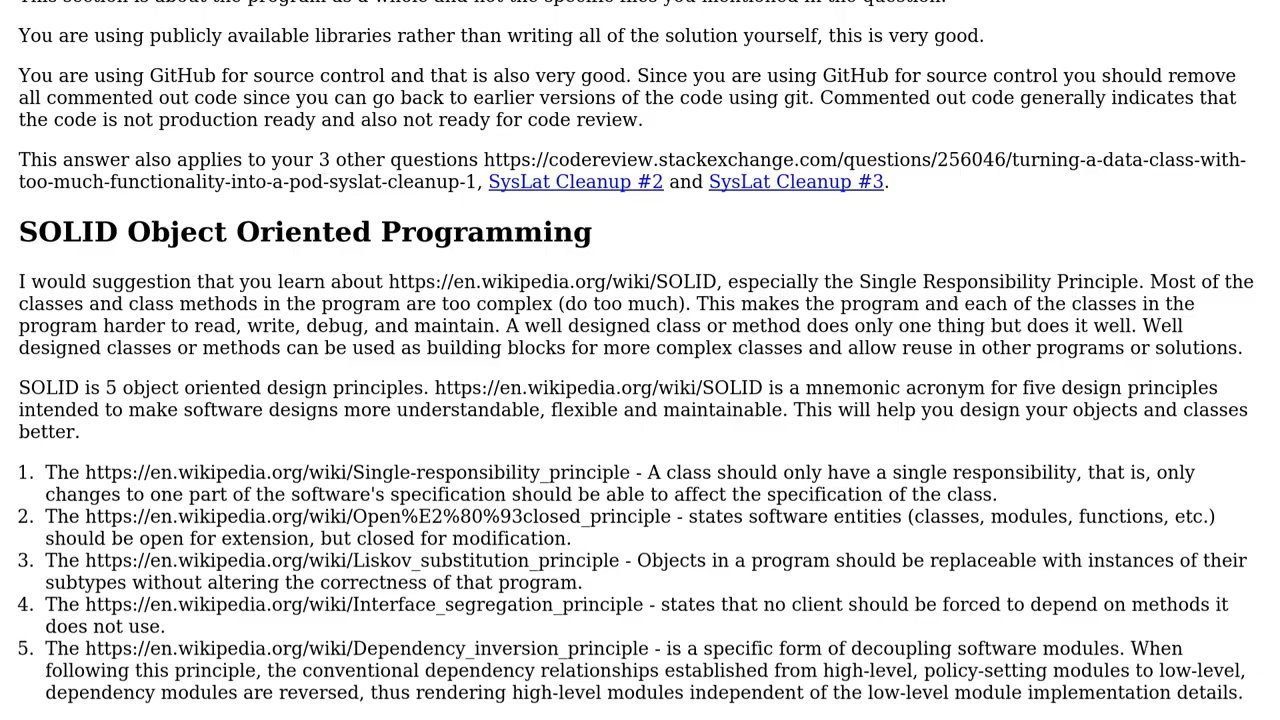 This section is about the program as a whole and not the specific files you mentioned in the question.
You are using publicly available libraries rather than writing all of the solution yourself, this is very good.
You are using GitHub for source control and that is also very good. Since you are using GitHub for source control you should remove
all commented out code since you can go back to earlier versions of the code using git. Commented out code generally indicates that
the code is not production ready and also not ready for code review.
This answer also applies to your 3 other questions https://codereview.stackexchange.com/questions/256046/turning-a-data-class-with-
too-much-functionality-into-a-pod-syslat-cleanup-1, SysLat Cleanup #2 and SysLat Cleanup #3.
SOLID Object Oriented Programming
I would suggestion that you learn about https://en.wikipedia.org/wiki/SOLID, especially the Single Responsibility Principle. Most of the
classes and class methods in the program are too complex (do too much). This makes the program and each of the classes in the
program harder to read, write, debug, and maintain. A well designed class or method does only one thing but does it well. Well
designed classes or methods can be used as building blocks for more complex classes and allow reuse in other programs or solutions.
SOLID is 5 object oriented design principles. https://en.wikipedia.org/wiki/SOLID is a mnemonic acronym for five design principles
intended to make software designs more understandable, flexible and maintainable. This will help you design your objects and classes
better.
1. The https://en.wikipedia.org/wiki/Single-responsibility_principle - A class should only have a single responsibility, that is, only
changes to one part of the software's specification should be able to affect the specification of the class.
2. The https://en.wikipedia.org/wiki/Open%E2%80%93closed_principle - states software entities (classes, modules, functions, etc.)
should be open for extension, but closed for modification.
3. The https://en.wikipedia.org/wiki/Liskov_substitution_principle - Objects in a program should be replaceable with instances of their
subtypes without altering the correctness of that program.
4. The https://en.wikipedia.org/wiki/Interface_segregation_principle - states that no client should be forced to depend on methods it
does not use.
5. The https://en.wikipedia.org/wiki/Dependency_inversion_principle - is a specific form of decoupling software modules. When
following this principle, the conventional dependency relationships established from high-level, policy-setting modules to low-level,
dependency modules are reversed, thus rendering high-level modules independent of the low-level module implementation details.